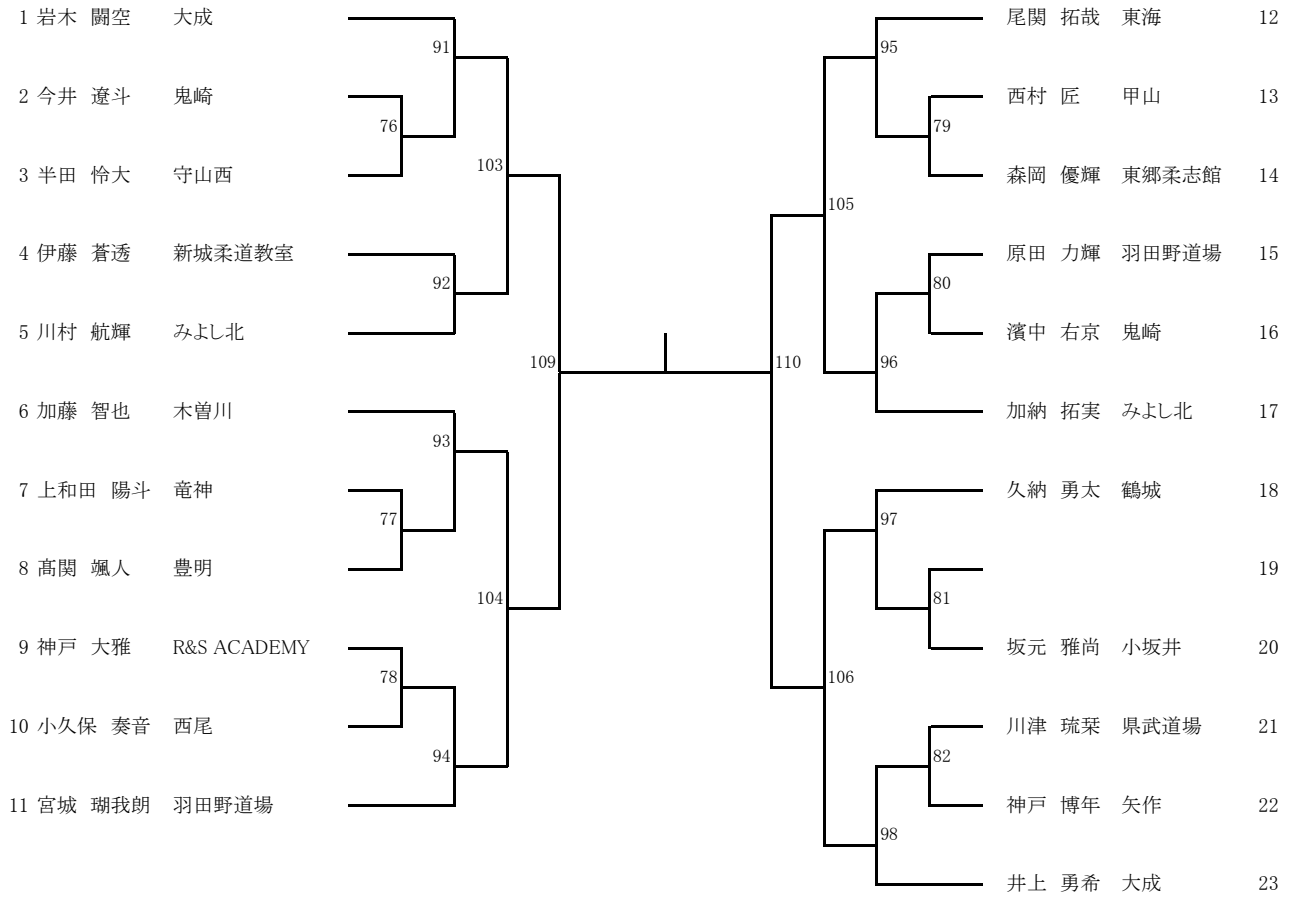 1 岩木 闘空 大成
91
2 今井 遼斗 鬼崎
76
3 半田 怜大 守山西
103
4 伊藤 蒼透 新城柔道教室
92
5 川村 航輝 みよし北
109
6 加藤 智也 木曽川
93
7 上和田 陽斗 竜神
77
8 髙関 颯人 豊明
104
9 神戸 大雅 R&S ACADEMY
78
10 小久保 奏音 西尾
94
11 宮城 瑚我朗 羽田野道場
尾関 拓哉 東海 12
95
西村 匠 甲山 13
79
森岡 優輝 東郷柔志館 14
105
原田 力輝 羽田野道場 15
80
濱中 右京 鬼崎 16
110
96
加納 拓実 みよし北 17
久納 勇太 鶴城 18
97
19
81
坂元 雅尚 小坂井 20
106
川津 琉栞 県武道場 21
82
神戸 博年 矢作 22
98
井上 勇希 大成 23